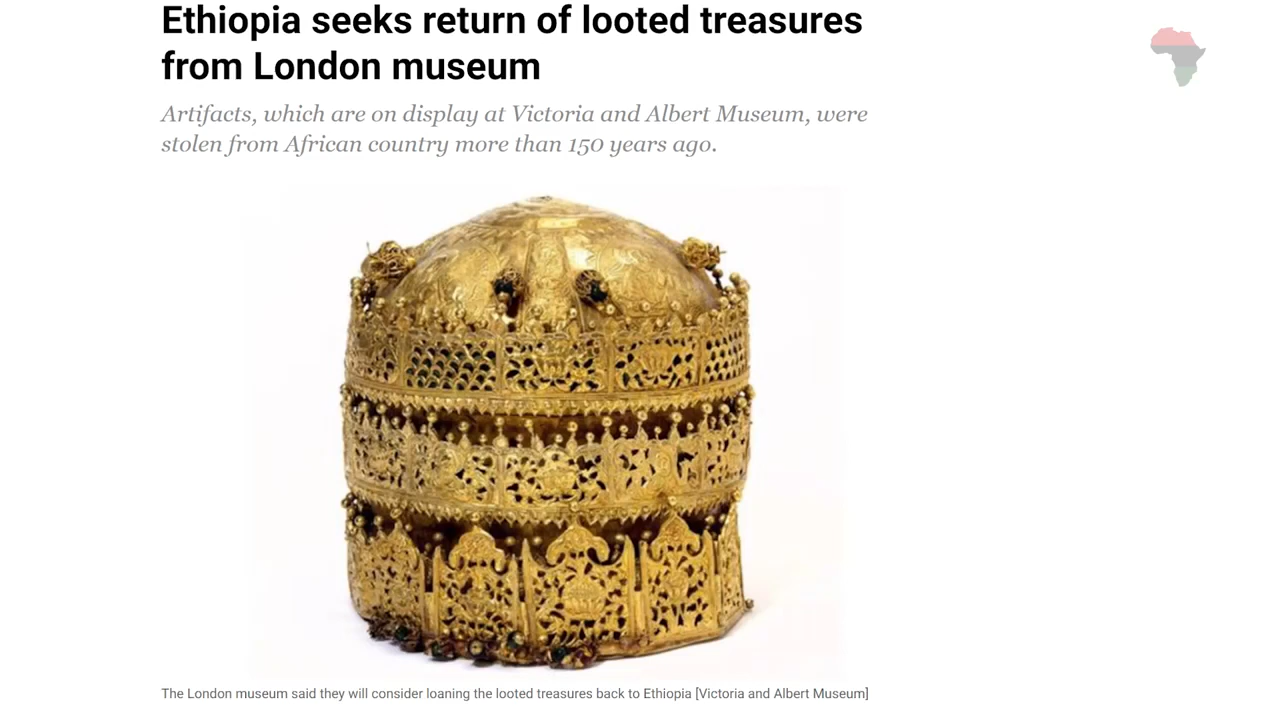 Ethiopia seeks return of looted treasures
from London museum
Artifacts, which are on display at Victoria and Albert Museum, were
stolen from African country more than 150 years ago.
The London museum said they will consider loaning the looted treasures back to Ethiopia [Victoria and Albert Museum]